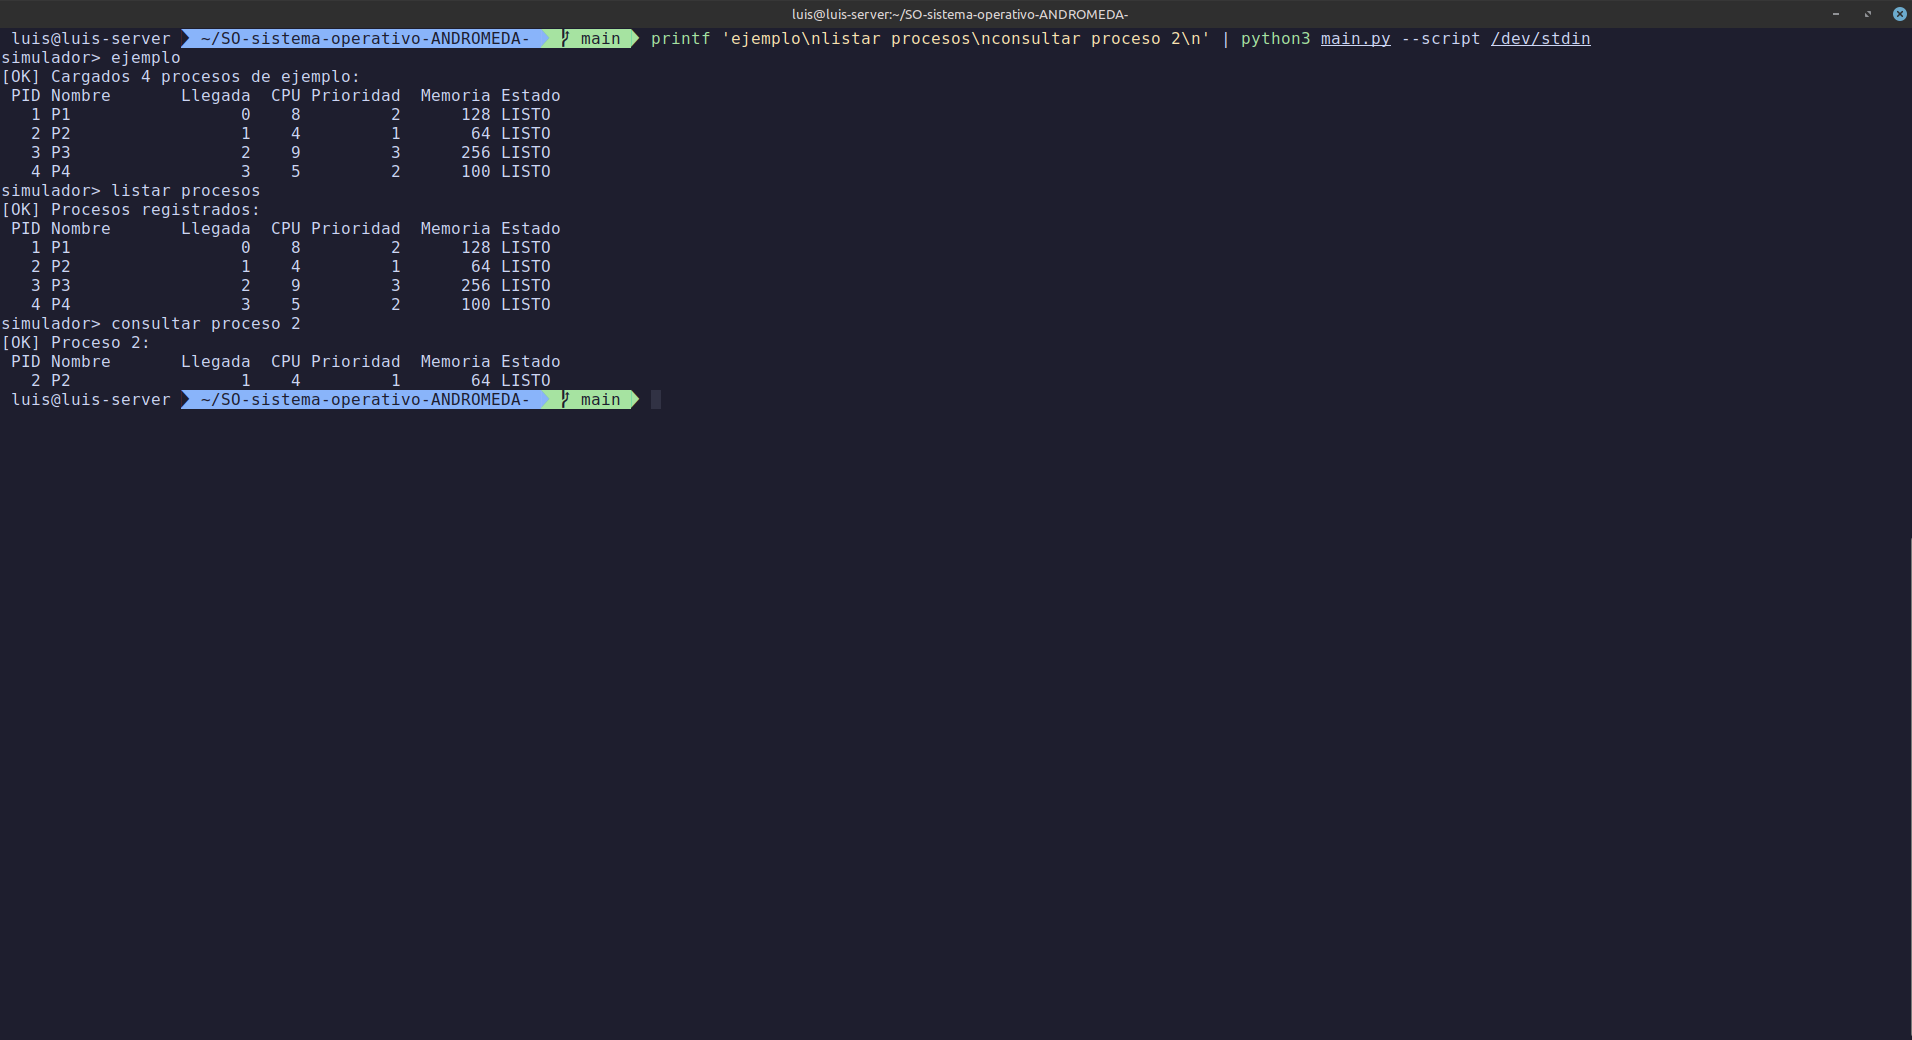 luis@luis-server:~/SO-sistema-operativo-ANDROMEDA-
luis@luis-server ~/SO-sistema-operativo-ANDROMEDA- main printf 'ejemplo\nlistar procesos\nconsultar proceso 2\n' | python3 main.py --script /dev/stdin
simulador> ejemplo
[OK] Cargados 4 procesos de ejemplo:
 PID Nombre       Llegada  CPU Prioridad  Memoria Estado
   1 P1                 0    8         2      128 LISTO
   2 P2                 1    4         1       64 LISTO
   3 P3                 2    9         3      256 LISTO
   4 P4                 3    5         2      100 LISTO
simulador> listar procesos
[OK] Procesos registrados:
 PID Nombre       Llegada  CPU Prioridad  Memoria Estado
   1 P1                 0    8         2      128 LISTO
   2 P2                 1    4         1       64 LISTO
   3 P3                 2    9         3      256 LISTO
   4 P4                 3    5         2      100 LISTO
simulador> consultar proceso 2
[OK] Proceso 2:
 PID Nombre       Llegada  CPU Prioridad  Memoria Estado
   2 P2                 1    4         1       64 LISTO
luis@luis-server ~/SO-sistema-operativo-ANDROMEDA- main